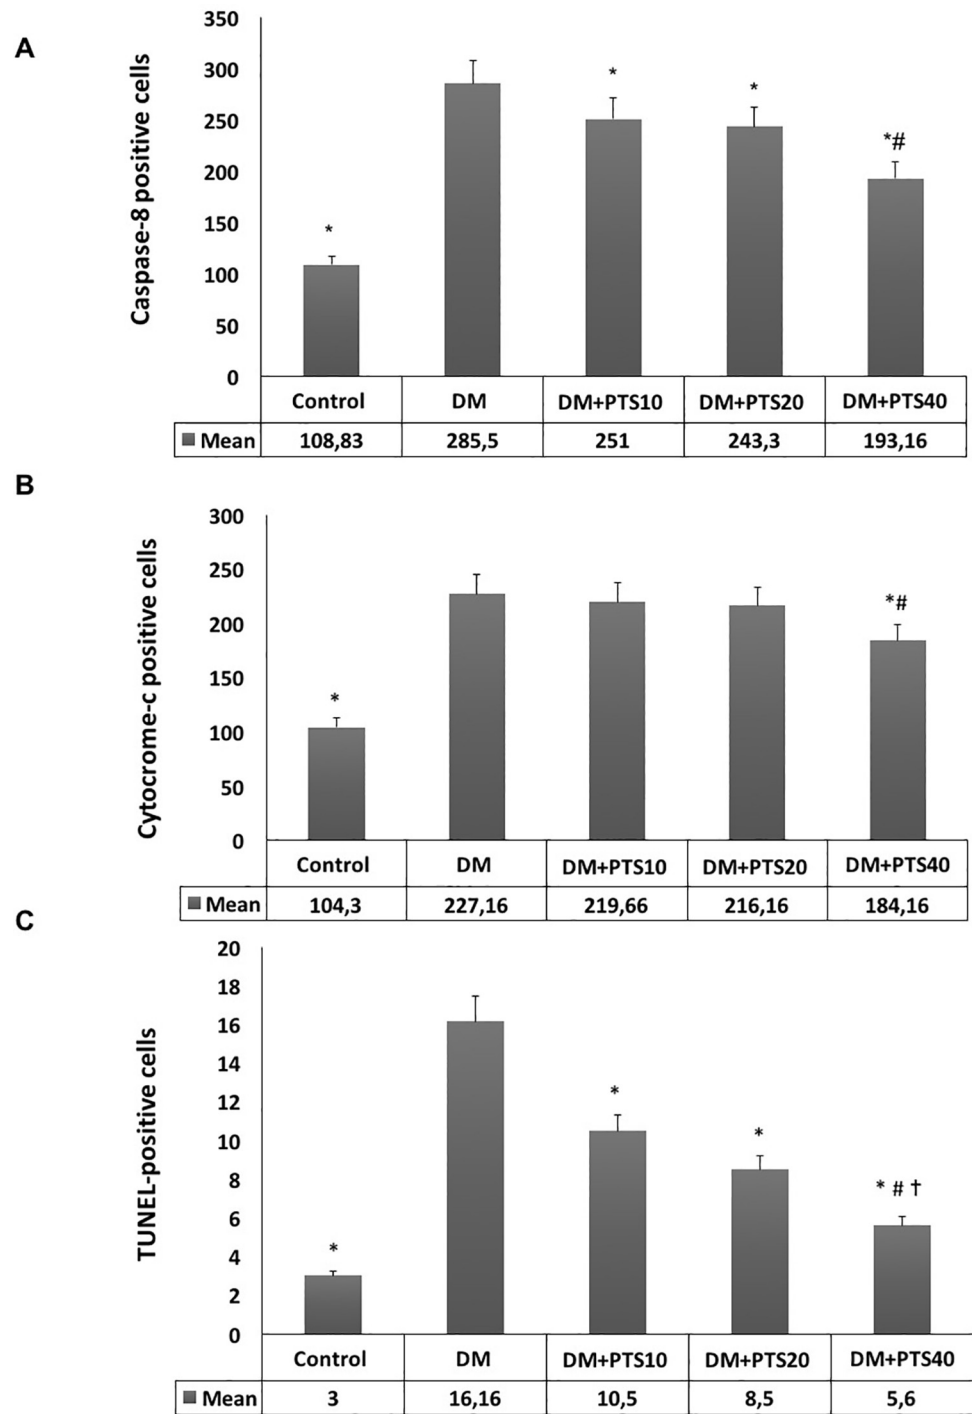 A
Caspase-8 positive cells
350
300
250
200
150
100
50
0
*
*
*
*#
Control DM DM+PTS10 DM+PTS20 DM+PTS40
Mean 108,83 285,5 251 243,3 193,16
B
Cytocrome-c positive cells
300
250
200
150
100
50
0
*
*#
Control DM DM+PTS10 DM+PTS20 DM+PTS40
Mean 104,3 227,16 219,66 216,16 184,16
C
TUNEL-positive cells
20
18
16
14
12
10
8
6
4
2
0
*
*
*
* # †
Control DM DM+PTS10 DM+PTS20 DM+PTS40
Mean 3 16,16 10,5 8,5 5,6